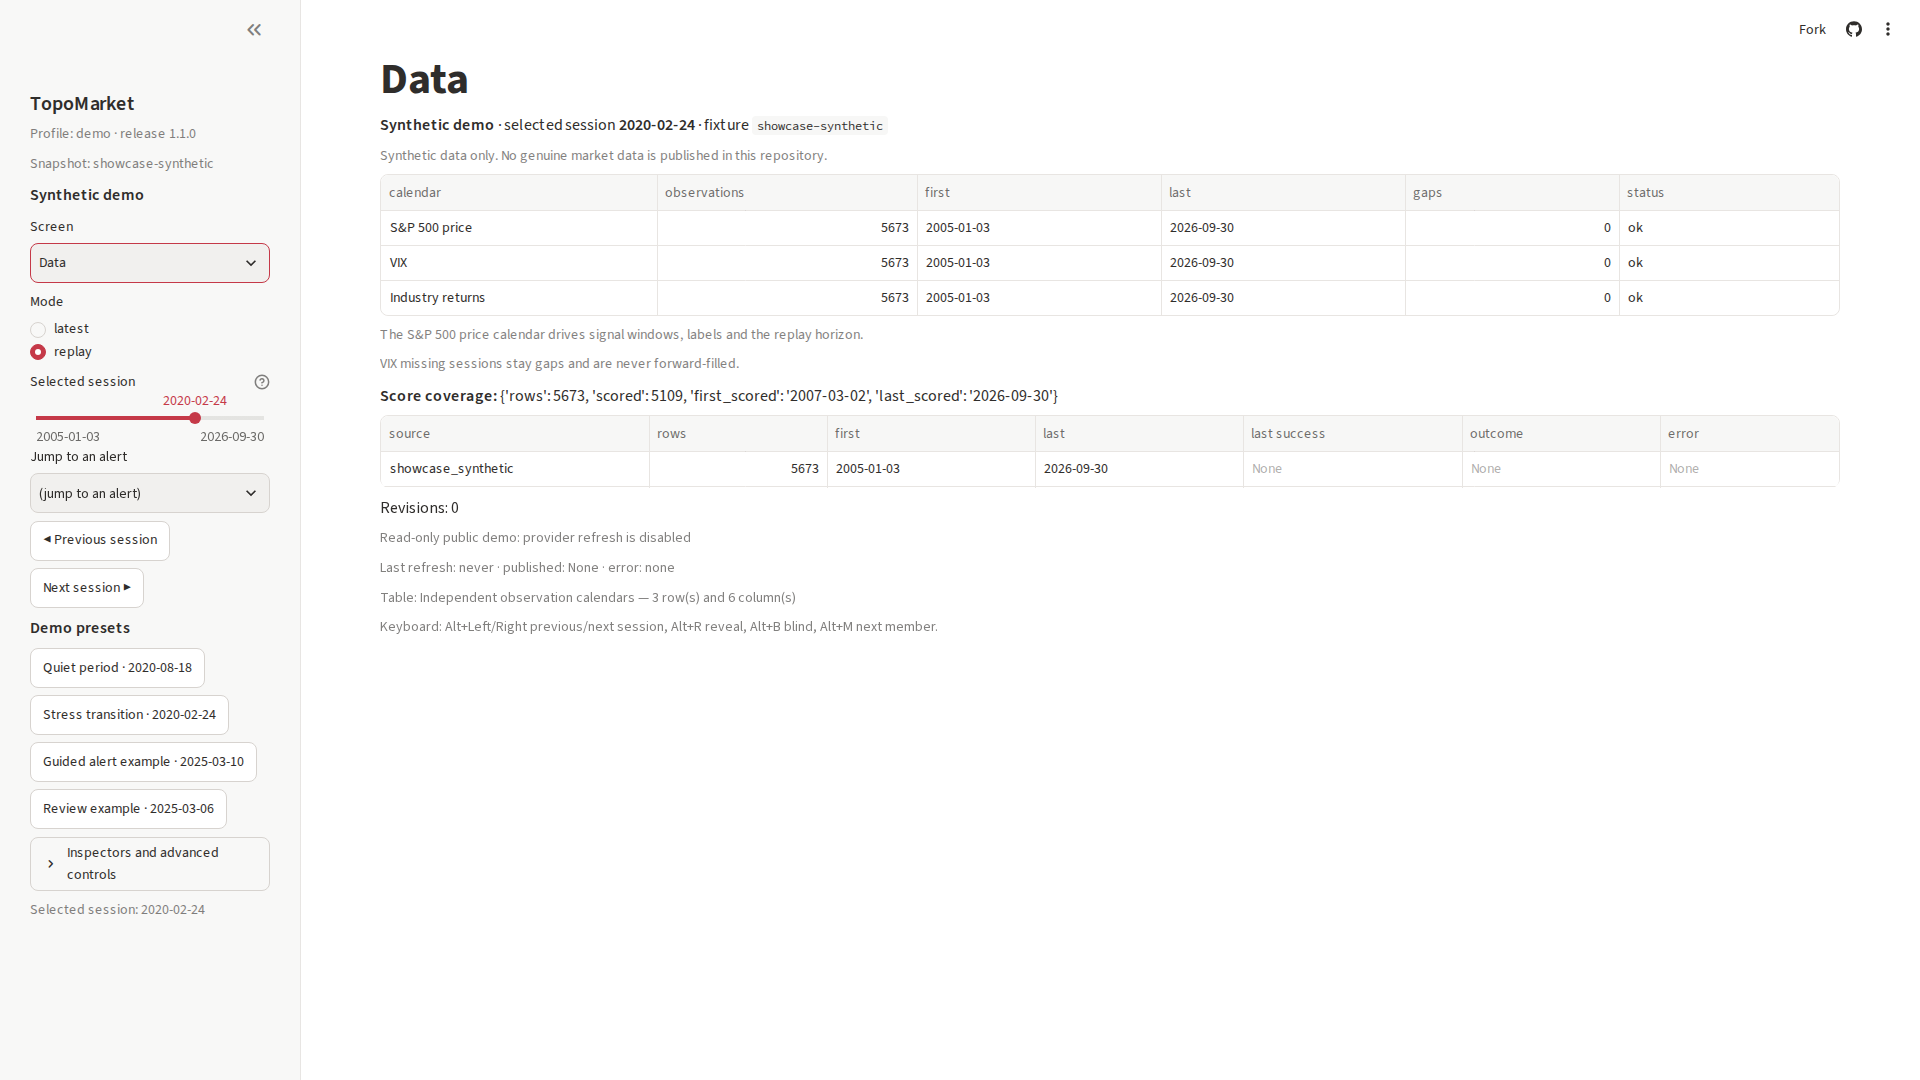 Fork
TopoMarket
Profile: demo · release 1.1.0
Snapshot: showcase-synthetic
Synthetic demo
Screen
Data
Mode
latest
replay
Selected session
2020-02-24
2005-01-03 2026-09-30
Jump to an alert
(jump to an alert)
◂ Previous session
Next session ▸
Demo presets
Quiet period · 2020-08-18
Stress transition · 2020-02-24
Guided alert example · 2025-03-10
Review example · 2025-03-06
Inspectors and advanced
controls
Selected session: 2020-02-24
Data
Synthetic demo · selected session 2020-02-24 · fixture showcase-synthetic
Synthetic data only. No genuine market data is published in this repository.
calendar observations first last gaps status
S&P 500 price 5673 2005-01-03 2026-09-30 0 ok
VIX 5673 2005-01-03 2026-09-30 0 ok
Industry returns 5673 2005-01-03 2026-09-30 0 ok
The S&P 500 price calendar drives signal windows, labels and the replay horizon.
VIX missing sessions stay gaps and are never forward-filled.
Score coverage: {'rows': 5673, 'scored': 5109, 'first_scored': '2007-03-02', 'last_scored': '2026-09-30'}
source rows first last last success outcome error
showcase_synthetic 5673 2005-01-03 2026-09-30 None None None
Revisions: 0
Read-only public demo: provider refresh is disabled
Last refresh: never · published: None · error: none
Table: Independent observation calendars — 3 row(s) and 6 column(s)
Keyboard: Alt+Left/Right previous/next session, Alt+R reveal, Alt+B blind, Alt+M next member.